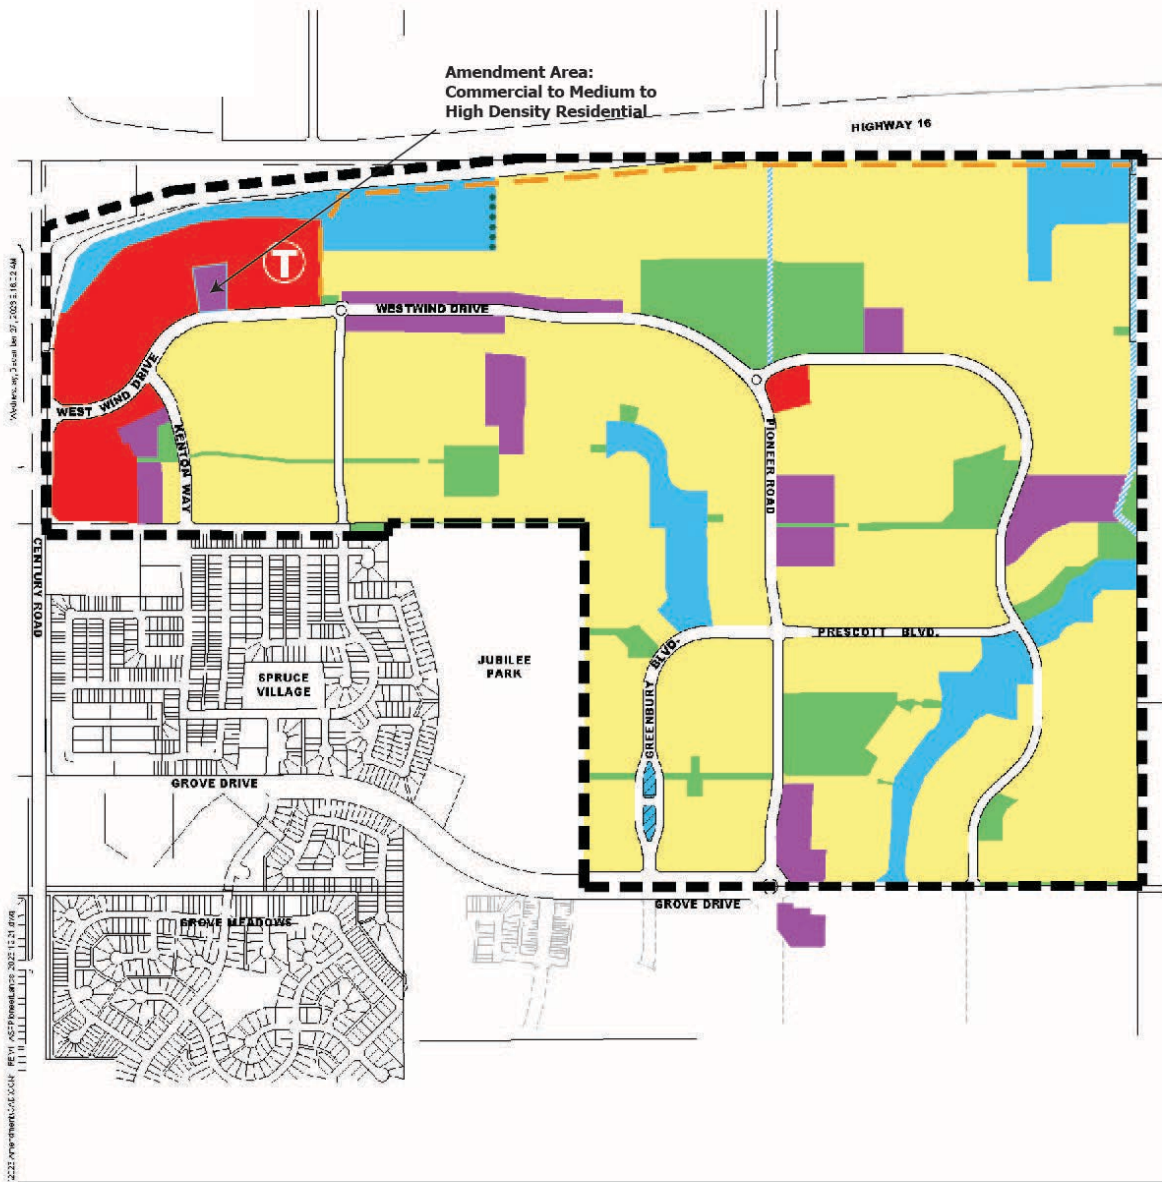 Amendment Area:
Commercial to Medium to
High Density Residential
HIGHWAY 16
T
WESTWIND DRIVE
WEST WIND DRIVE
KENTON WAY
PIONEER ROAD
CENTURY ROAD
PRESCOTT BLVD.
GREENBURY BLVD.
JUBILEE
PARK
SPRUCE
VILLAGE
GROVE DRIVE
GROVE DRIVE
GROVE MEADOWS